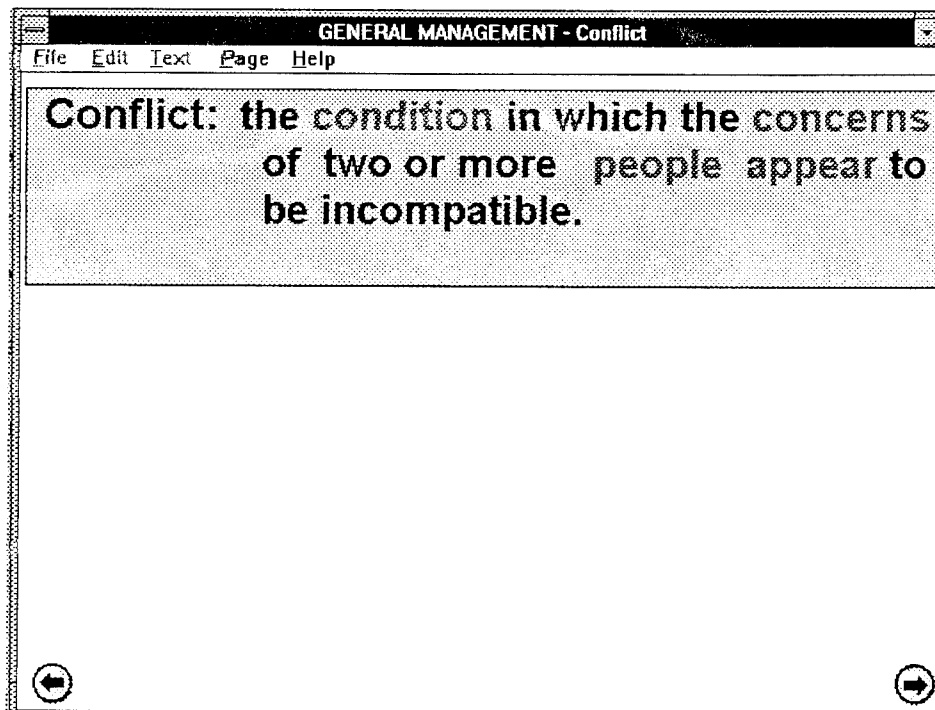 GENERAL MANAGEMENT - Conflict
File Edit Text Page Help
Conflict: the condition in which the concerns
of two or more people appear to
be incompatible.